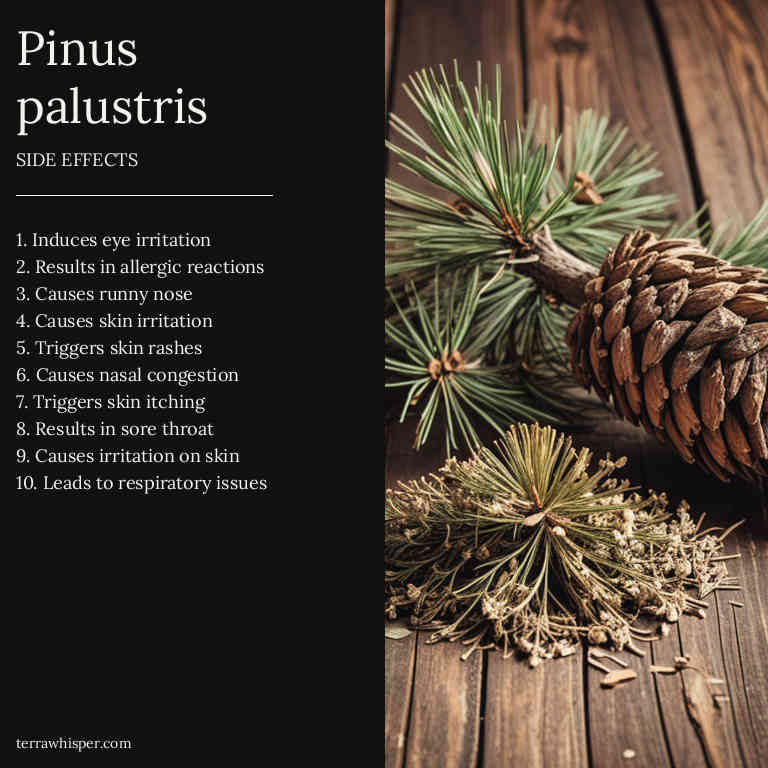 Pinus
palustris
SIDE EFFECTS
1. Induces eye irritation
2. Results in allergic reactions
3. Causes runny nose
4. Causes skin irritation
5. Triggers skin rashes
6. Causes nasal congestion
7. Triggers skin itching
8. Results in sore throat
9. Causes irritation on skin
10. Leads to respiratory issues
terrawhisper.com